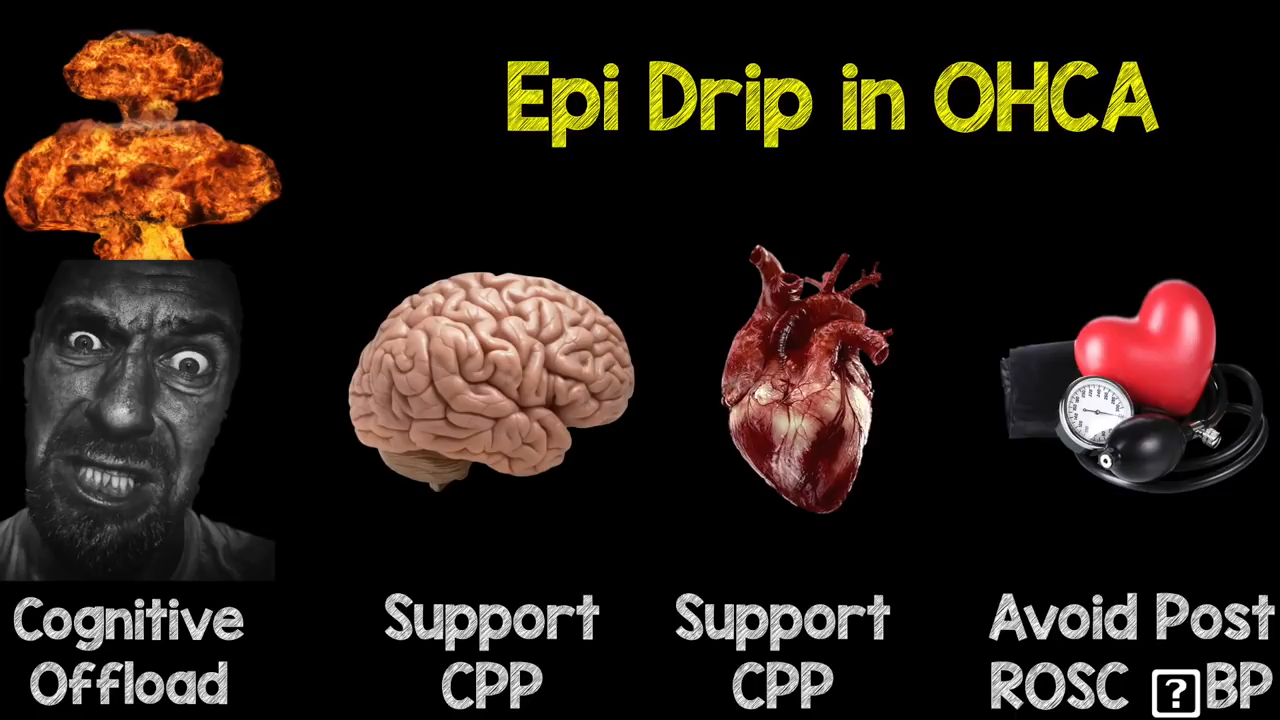 Epi Drip in OHCA
Cognitive
Offload
Support
CPP
Support
CPP
Avoid Post
ROSC ?BP